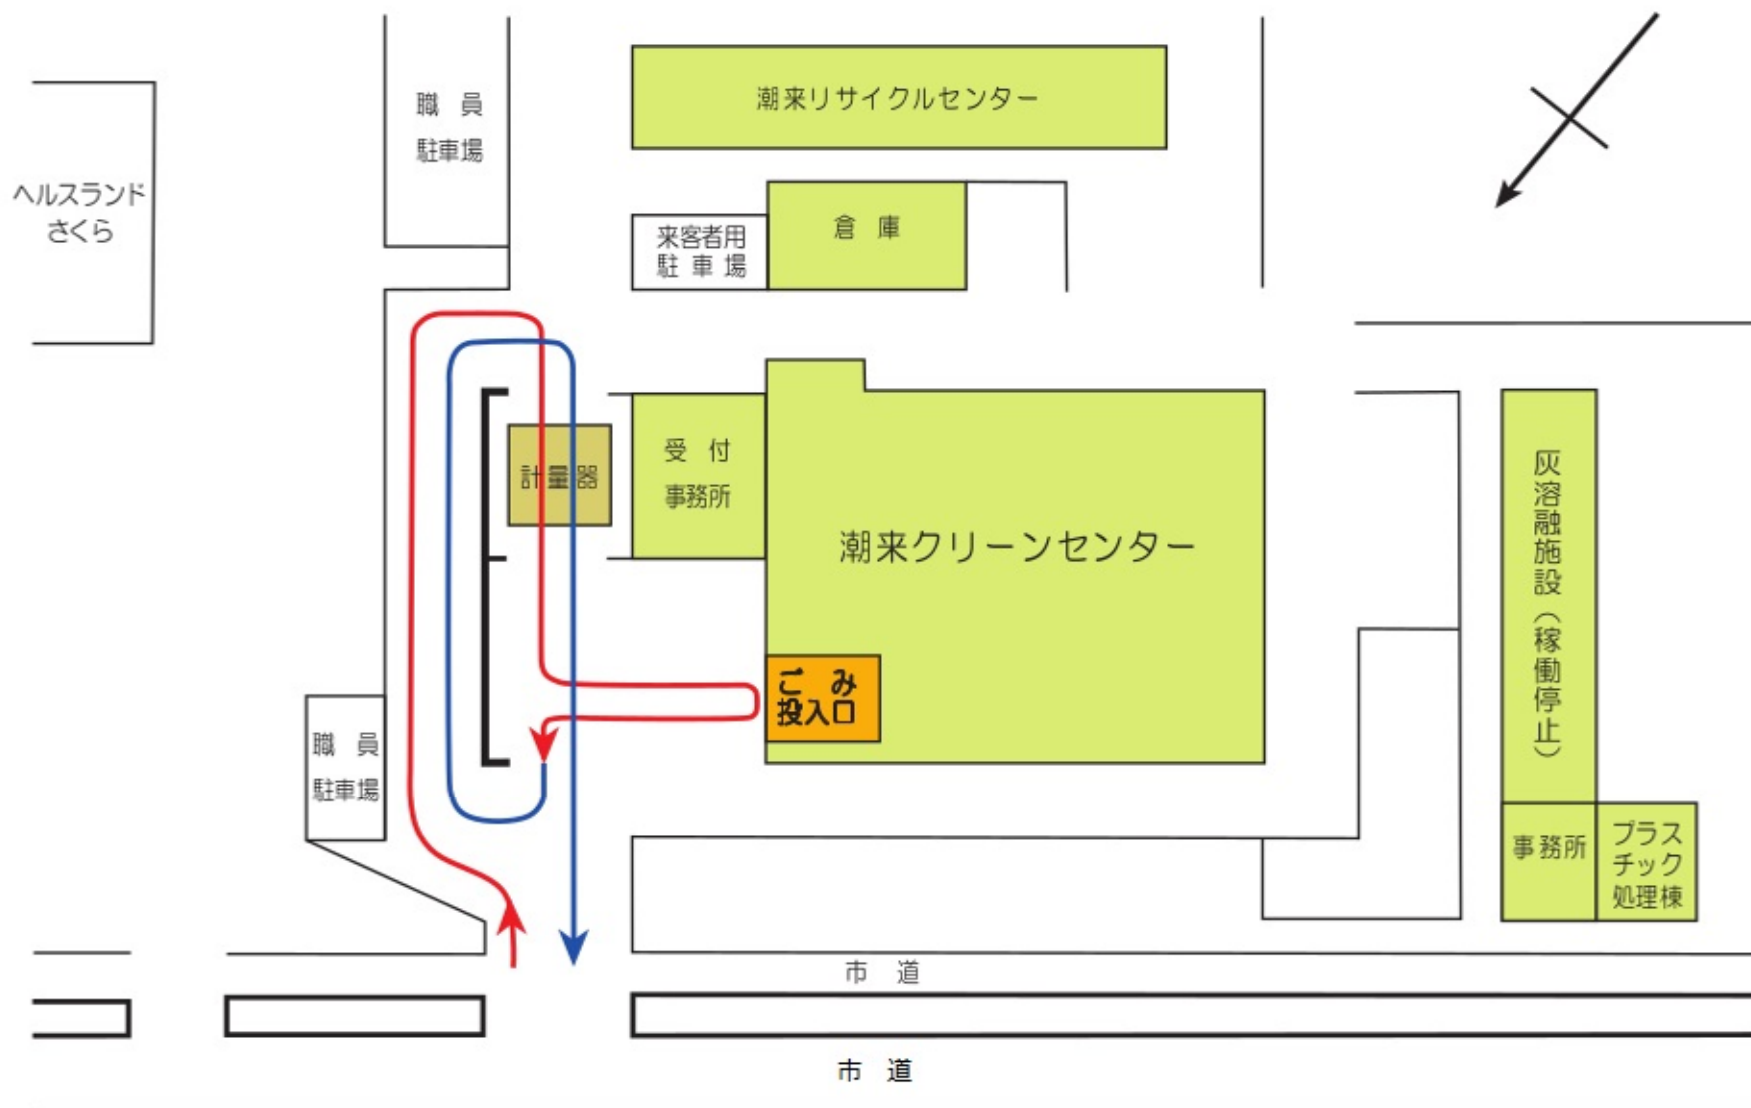 職員
駐車場
潮来リサイクルセンター
ヘルスランド
さくら
来客者用
駐車場
倉庫
計量器
受付
事務所
潮来クリーンセンター
ごみ
投入口
灰溶融施設（稼働停止）
職員
駐車場
事務所
プラス
チック
処理棟
市道
市道